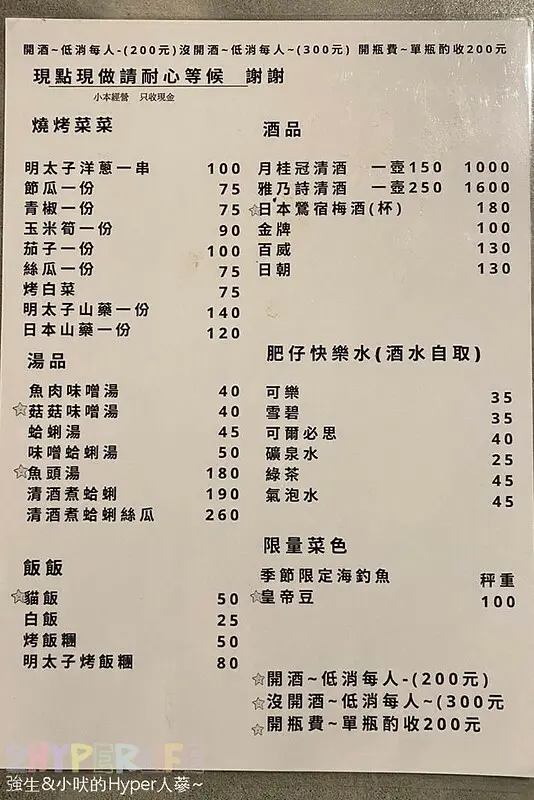 開酒~低消每人-(200元)沒開酒~低消每人~(300元) 開瓶費~單瓶酌收200元
現點現做請耐心等候 謝謝
小本經營 只收現金
燒烤菜菜
明太子洋蔥一串 100
節瓜一份 75
青椒一份 75
玉米筍一份 90
茄子一份 100
絲瓜一份 75
烤白菜 75
明太子山藥一份 140
日本山藥一份 120
湯品
魚肉味噌湯 40
☆菇菇味噌湯 40
蛤蜊湯 45
味噌蛤蜊湯 50
☆魚頭湯 180
清酒煮蛤蜊 190
清酒煮蛤蜊絲瓜 260
飯飯
☆貓飯 50
白飯 25
烤飯糰 50
明太子烤飯糰 80
酒品
月桂冠清酒 一壺150 1000
雅乃詩清酒 一壺250 1600
☆日本鶯宿梅酒(杯) 180
金牌 100
百威 130
日朝 130
肥仔快樂水(酒水自取)
可樂 35
雪碧 35
可爾必思 40
礦泉水 25
綠茶 45
氣泡水 45
限量菜色
季節限定海釣魚 秤重
☆皇帝豆 100
☆開酒~低消每人-(200元)
☆沒開酒~低消每人~(300元
☆開瓶費~單瓶酌收200元
強生&小吠的Hyper人蔘~